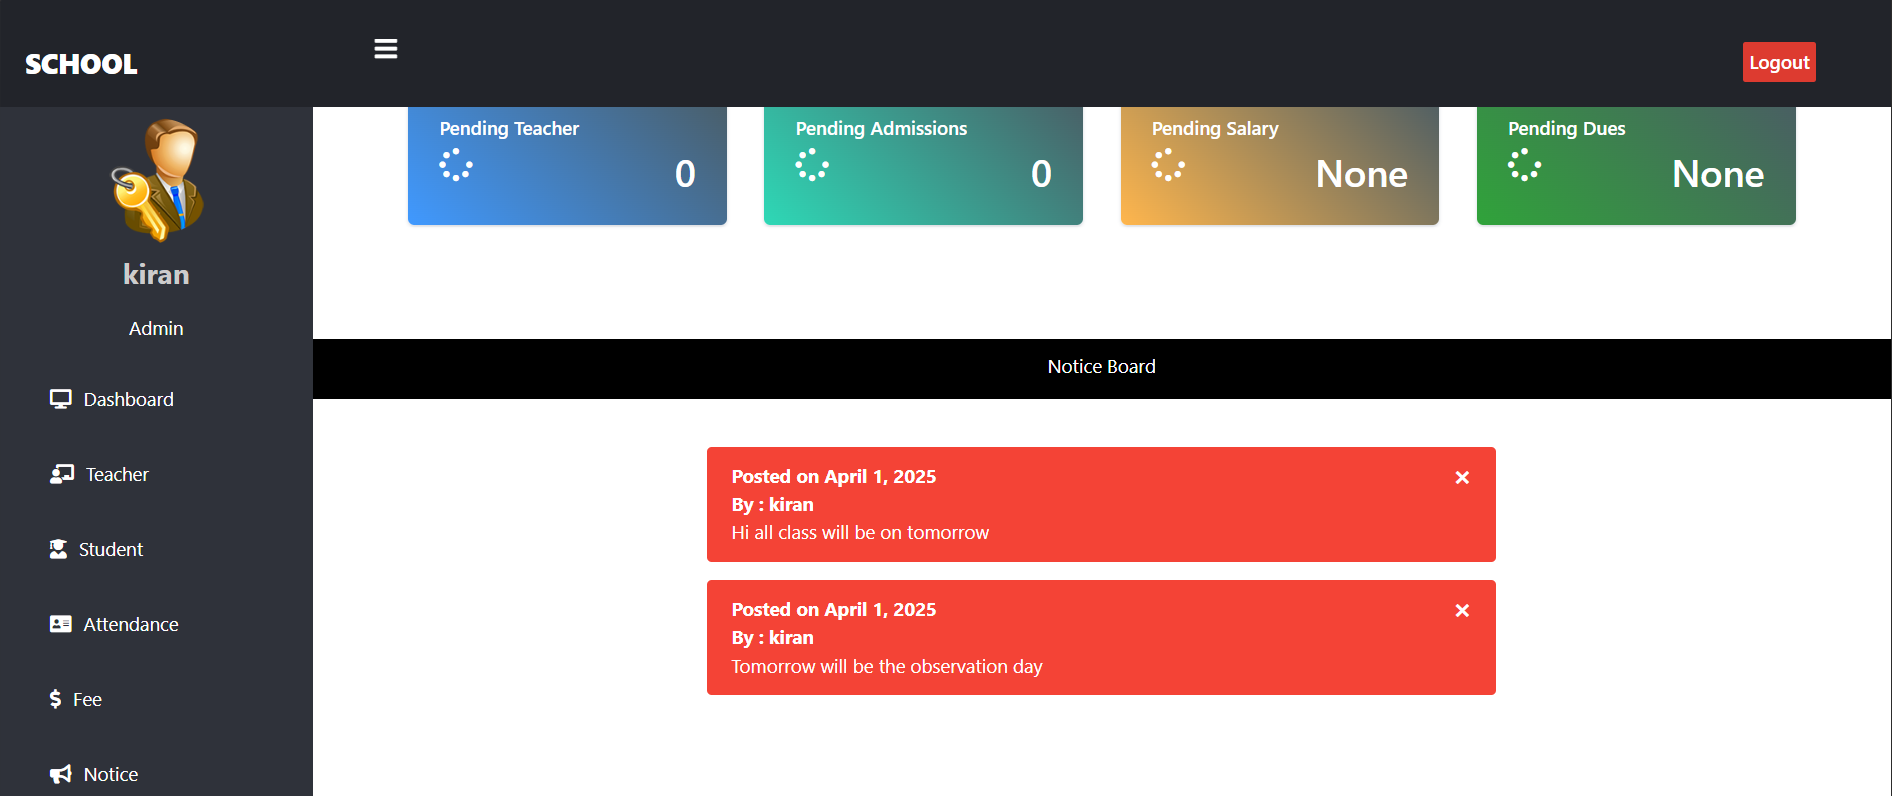 SCHOOL
Logout
kiran
Admin
Dashboard
Teacher
Student
Attendance
$ Fee
Notice
Pending Teacher
0
Pending Admissions
0
Pending Salary
None
Pending Dues
None
Notice Board
Posted on April 1, 2025
By : kiran
Hi all class will be on tomorrow
Posted on April 1, 2025
By : kiran
Tomorrow will be the observation day